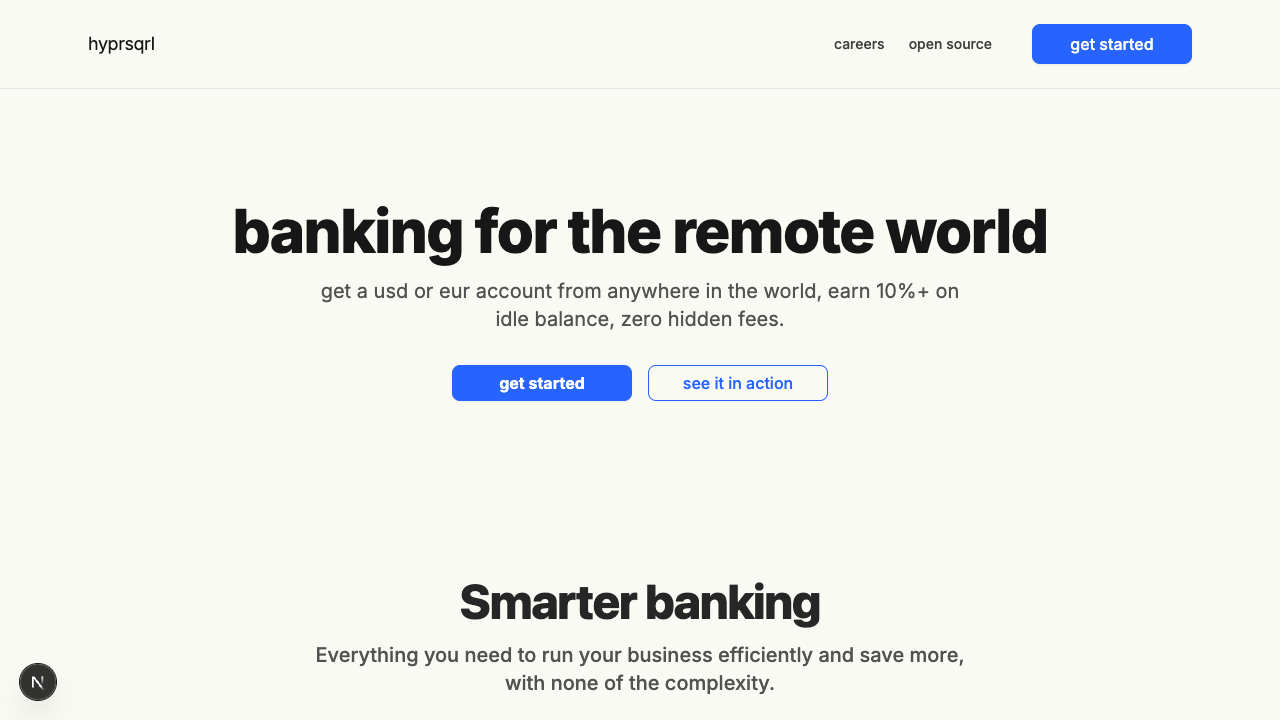 hyprsqrl
careers
open source
get started
banking for the remote world
get a usd or eur account from anywhere in the world, earn 10%+ on
idle balance, zero hidden fees.
get started
see it in action
Smarter banking
Everything you need to run your business efficiently and save more,
with none of the complexity.
N